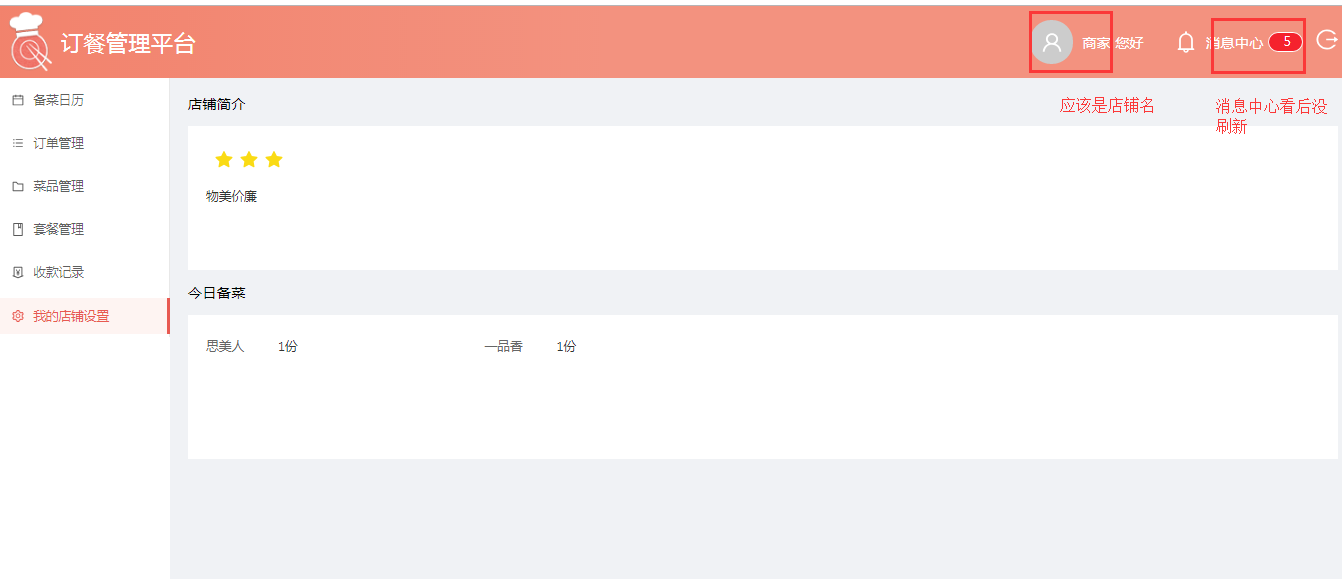 订餐管理平台
商家 您好
消息中心 5
备菜日历
店铺简介
应该是店铺名
消息中心看后没
刷新
订单管理
菜品管理
物美价廉
套餐管理
收款记录
今日备菜
我的店铺设置
思美人 1份 一品香 1份